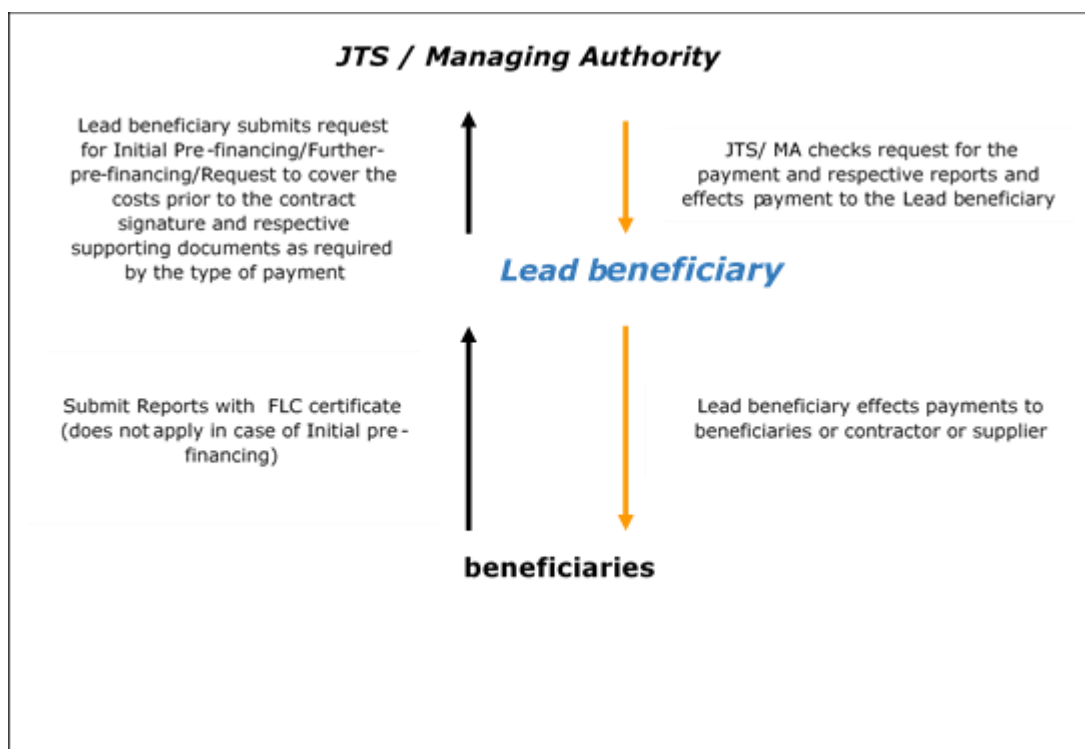 JTS / Managing Authority
Lead beneficiary submits request
for Initial Pre-financing/Further-
pre-financing/Request to cover the
costs prior to the contract
signature and respective
supporting documents as required
by the type of payment
JTS/ MA checks request for the
payment and respective reports and
effects payment to the Lead beneficiary
Lead beneficiary
Submit Reports with FLC certificate
(does not apply in case of Initial pre-
financing)
Lead beneficiary effects payments to
beneficiaries or contractor or supplier
beneficiaries